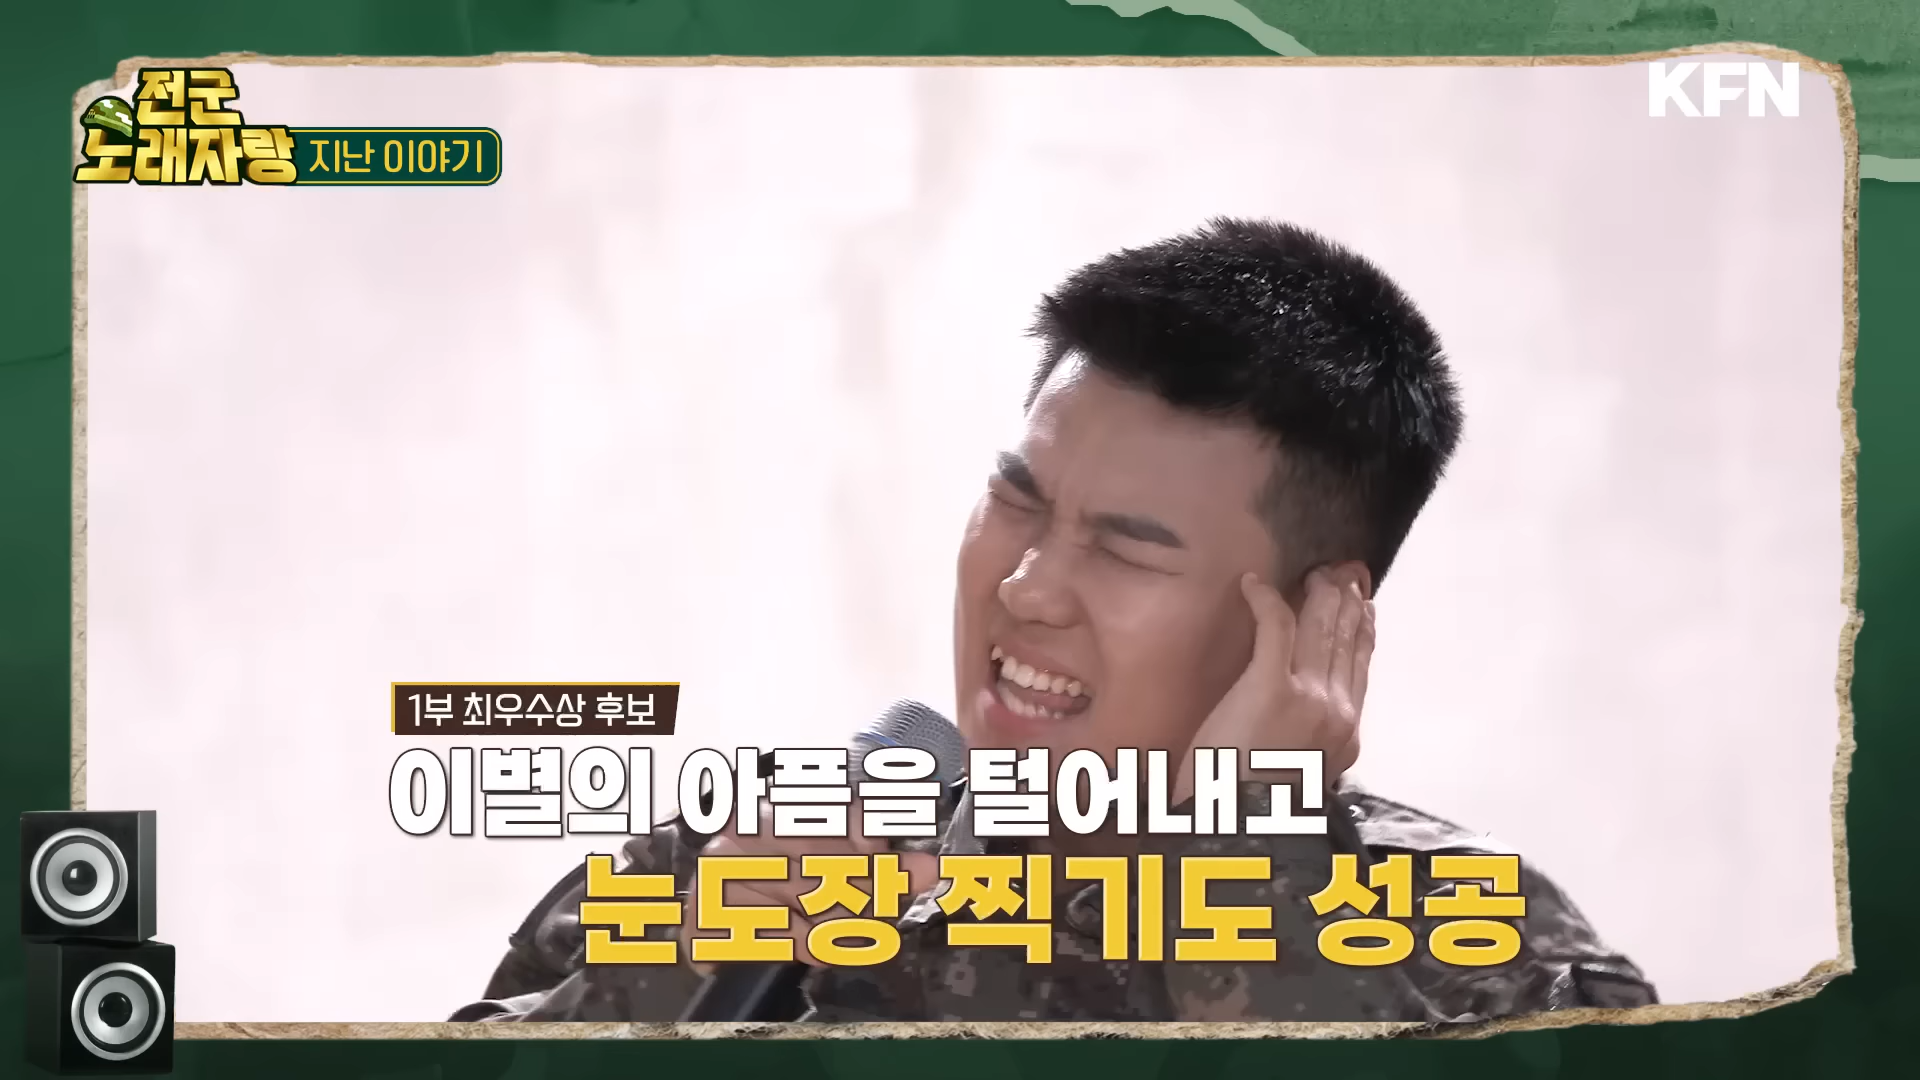 전군
노래자랑
지난 이야기
KFN
1부 최우수상 후보
이별의 아픔을 털어내고
눈도장 찍기도 성공